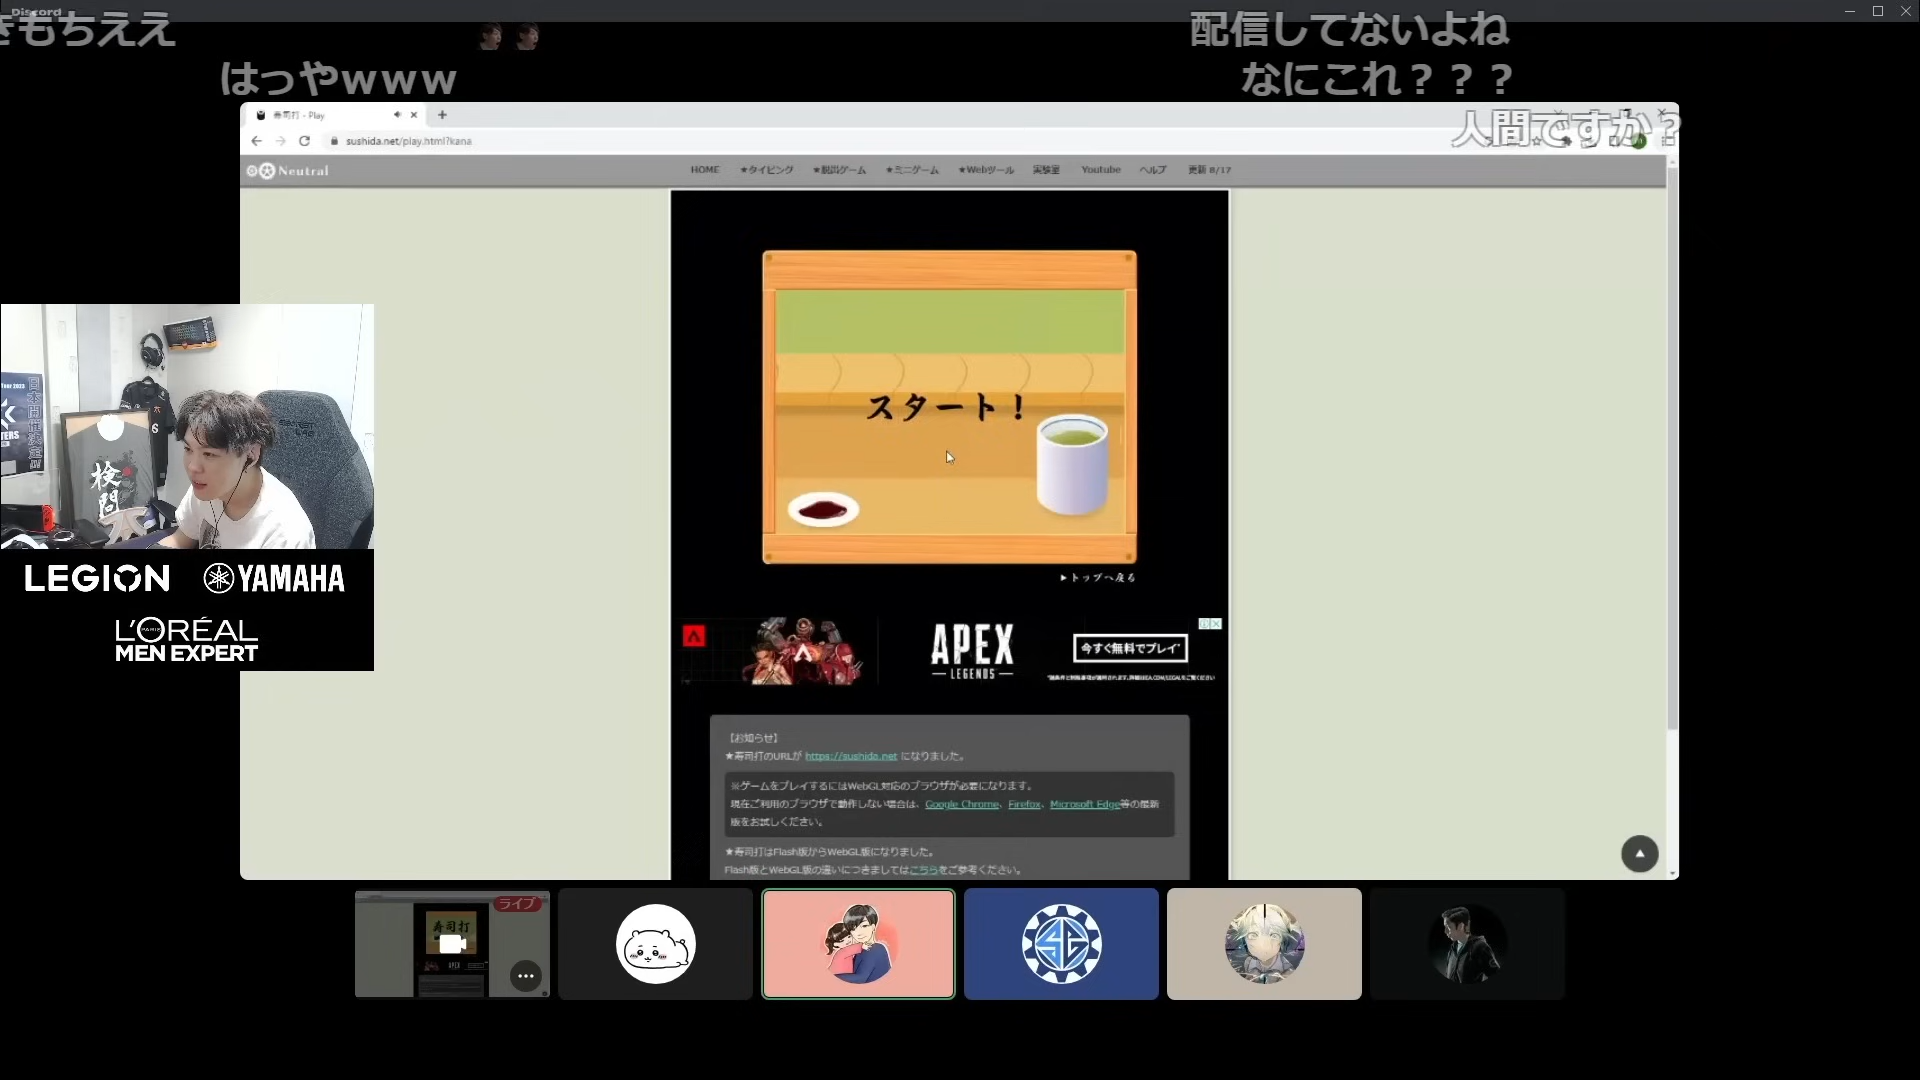 Discord
きもちええ
配信してないよね
はっやwww
なにこれ？？？
人間ですか？
寿司打 - Play
sushida.net/play.html?kana
Neutral
HOME ★タイピング ★脱出ゲーム ★ミニゲーム ★Webツール 実験室 Youtube ヘルプ 更新 8/17
スタート！
▶トップへ戻る
検問
LEGION YAMAHA
L'ORÉAL
PARIS
MEN EXPERT
APEX
LEGENDS
今すぐ無料でプレイ*
【お知らせ】
★寿司打のURLが https://sushida.net になりました。
※ゲームをプレイするにはWebGL対応のブラウザが必要になります。
現在ご利用のブラウザで動作しない場合は、Google Chrome、Firefox、Microsoft Edge等の最新
版をお試しください。
★寿司打はFlash版からWebGL版になりました。
Flash版とWebGL版の違いにつきましてはこちらをご参考ください。
ライブ
寿司打